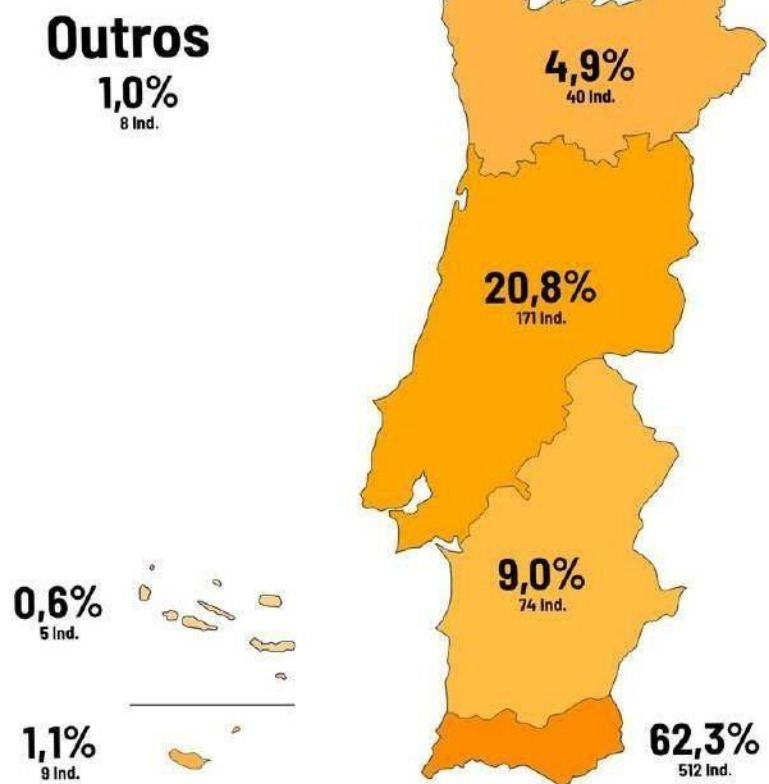 Outros
1,0%
8 Ind.
4,9%
40 Ind.
20,8%
171 Ind.
9,0%
74 Ind.
0,6%
5 Ind.
1,1%
9 Ind.
62,3%
512 Ind.